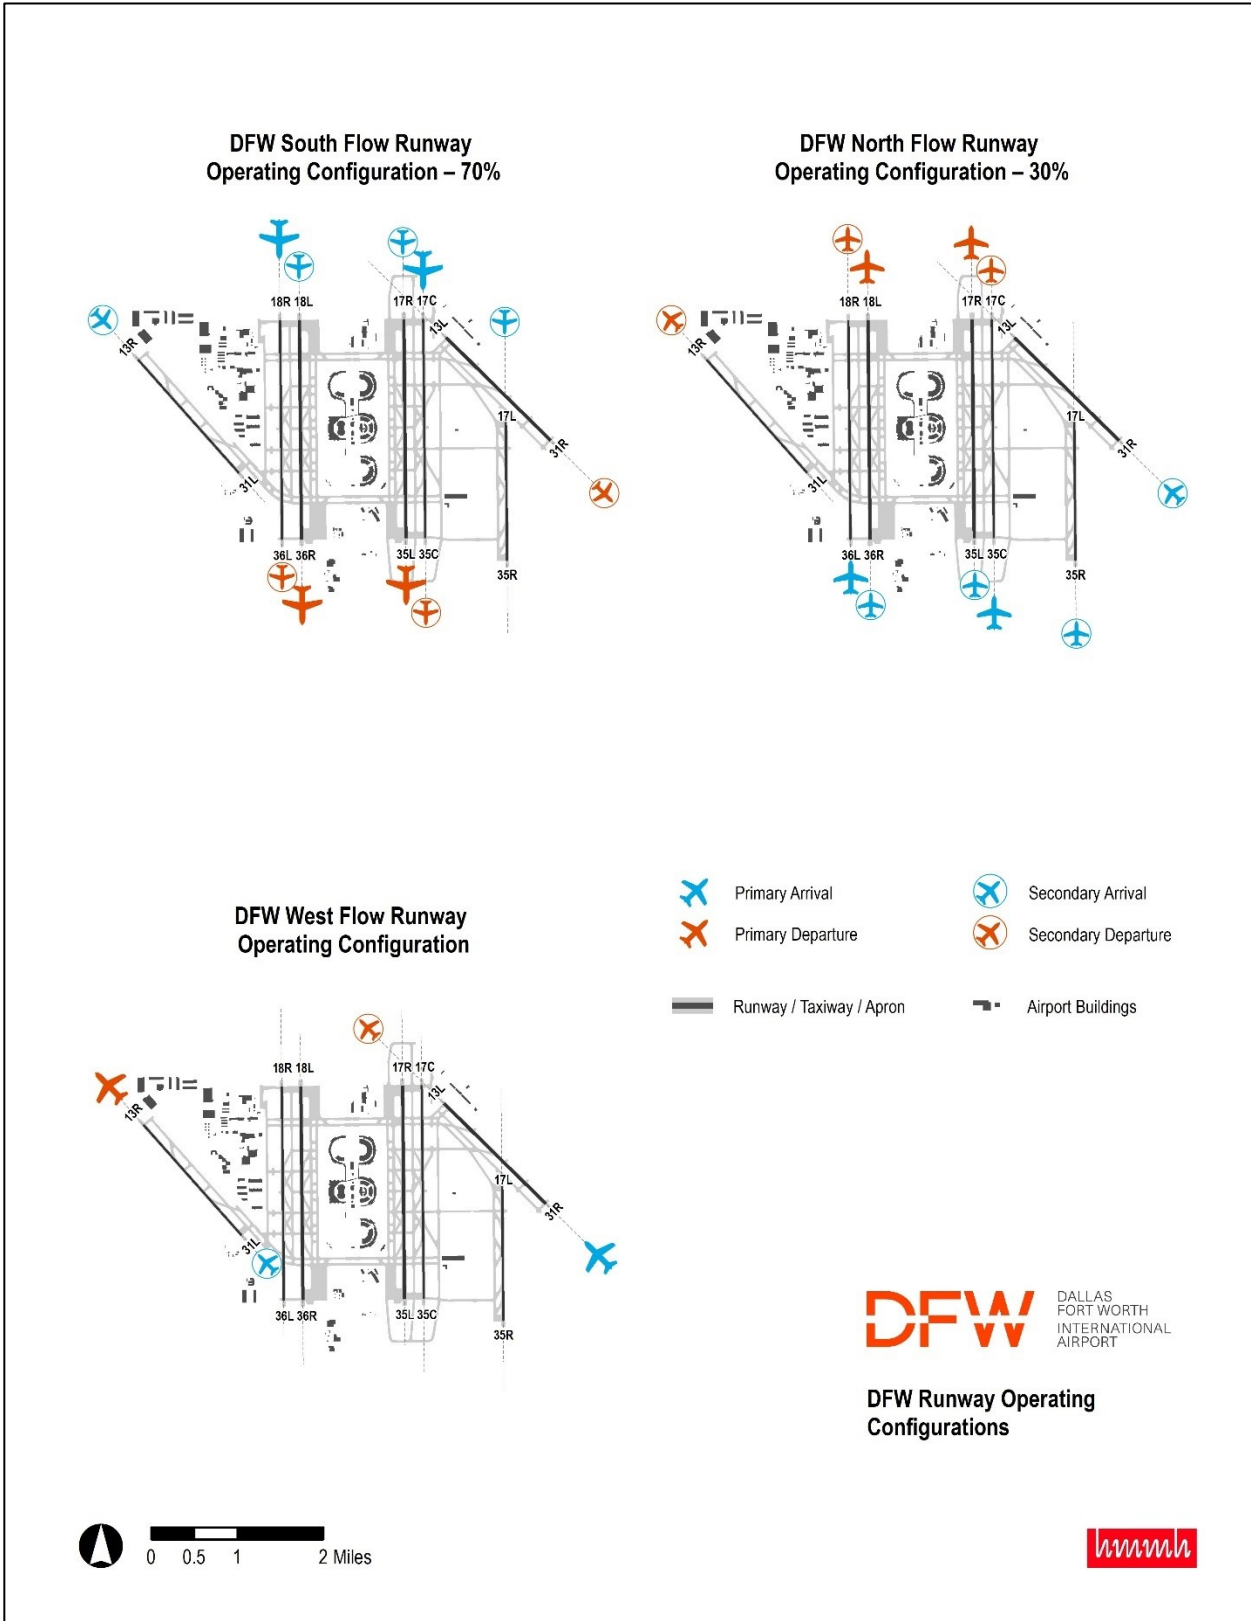 DFW South Flow Runway
Operating Configuration – 70%
18R 18L
17R 17C
13R
13L
17L
31L
31R
36L 36R
35L 35C
35R
DFW North Flow Runway
Operating Configuration – 30%
18R 18L
17R 17C
13R
13L
17L
31L
31R
36L 36R
35L 35C
35R
DFW West Flow Runway
Operating Configuration
18R 18L
17R 17C
13R
13L
17L
31L
31R
36L 36R
35L 35C
35R
Primary Arrival
Secondary Arrival
Primary Departure
Secondary Departure
Runway / Taxiway / Apron
Airport Buildings
DFW
DALLAS
FORT WORTH
INTERNATIONAL
AIRPORT
DFW Runway Operating
Configurations
0 0.5 1 2 Miles
hmmh